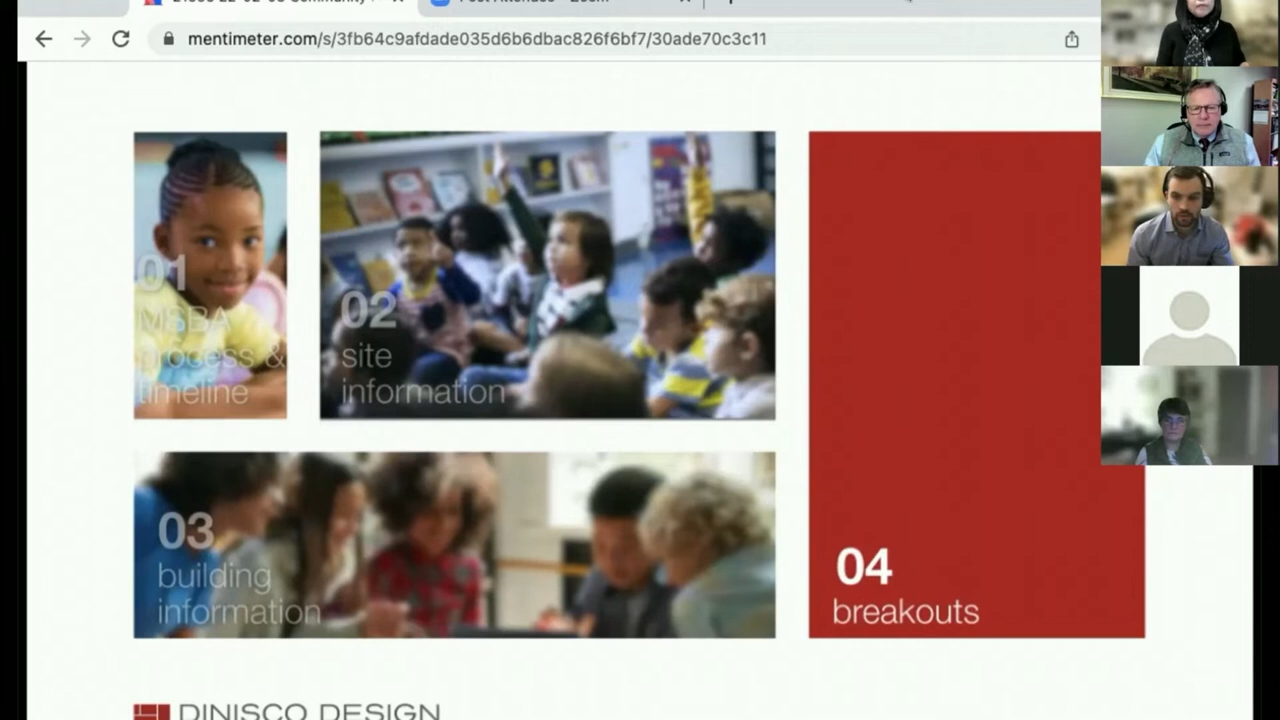 mentimeter.com/s/3fb64c9afdade035d6b6dbac826f6bf7/30ade70c3c11
01
MSBA
process &
timeline
02
site
information
03
building
information
04
breakouts
DINISCO DESIGN